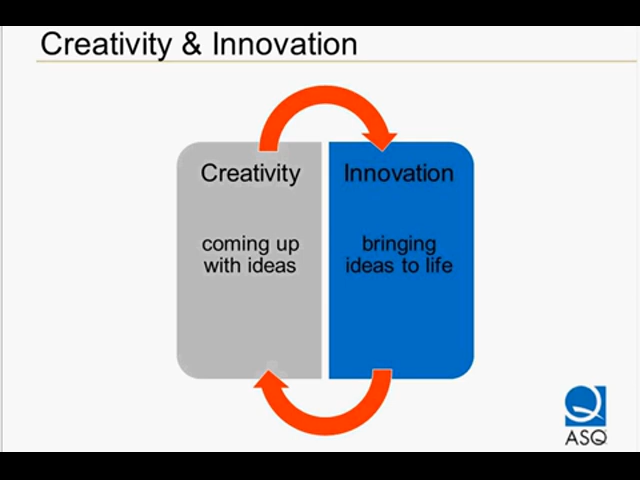 Creativity & Innovation
Creativity
coming up
with ideas
Innovation
bringing
ideas to life
ASQ